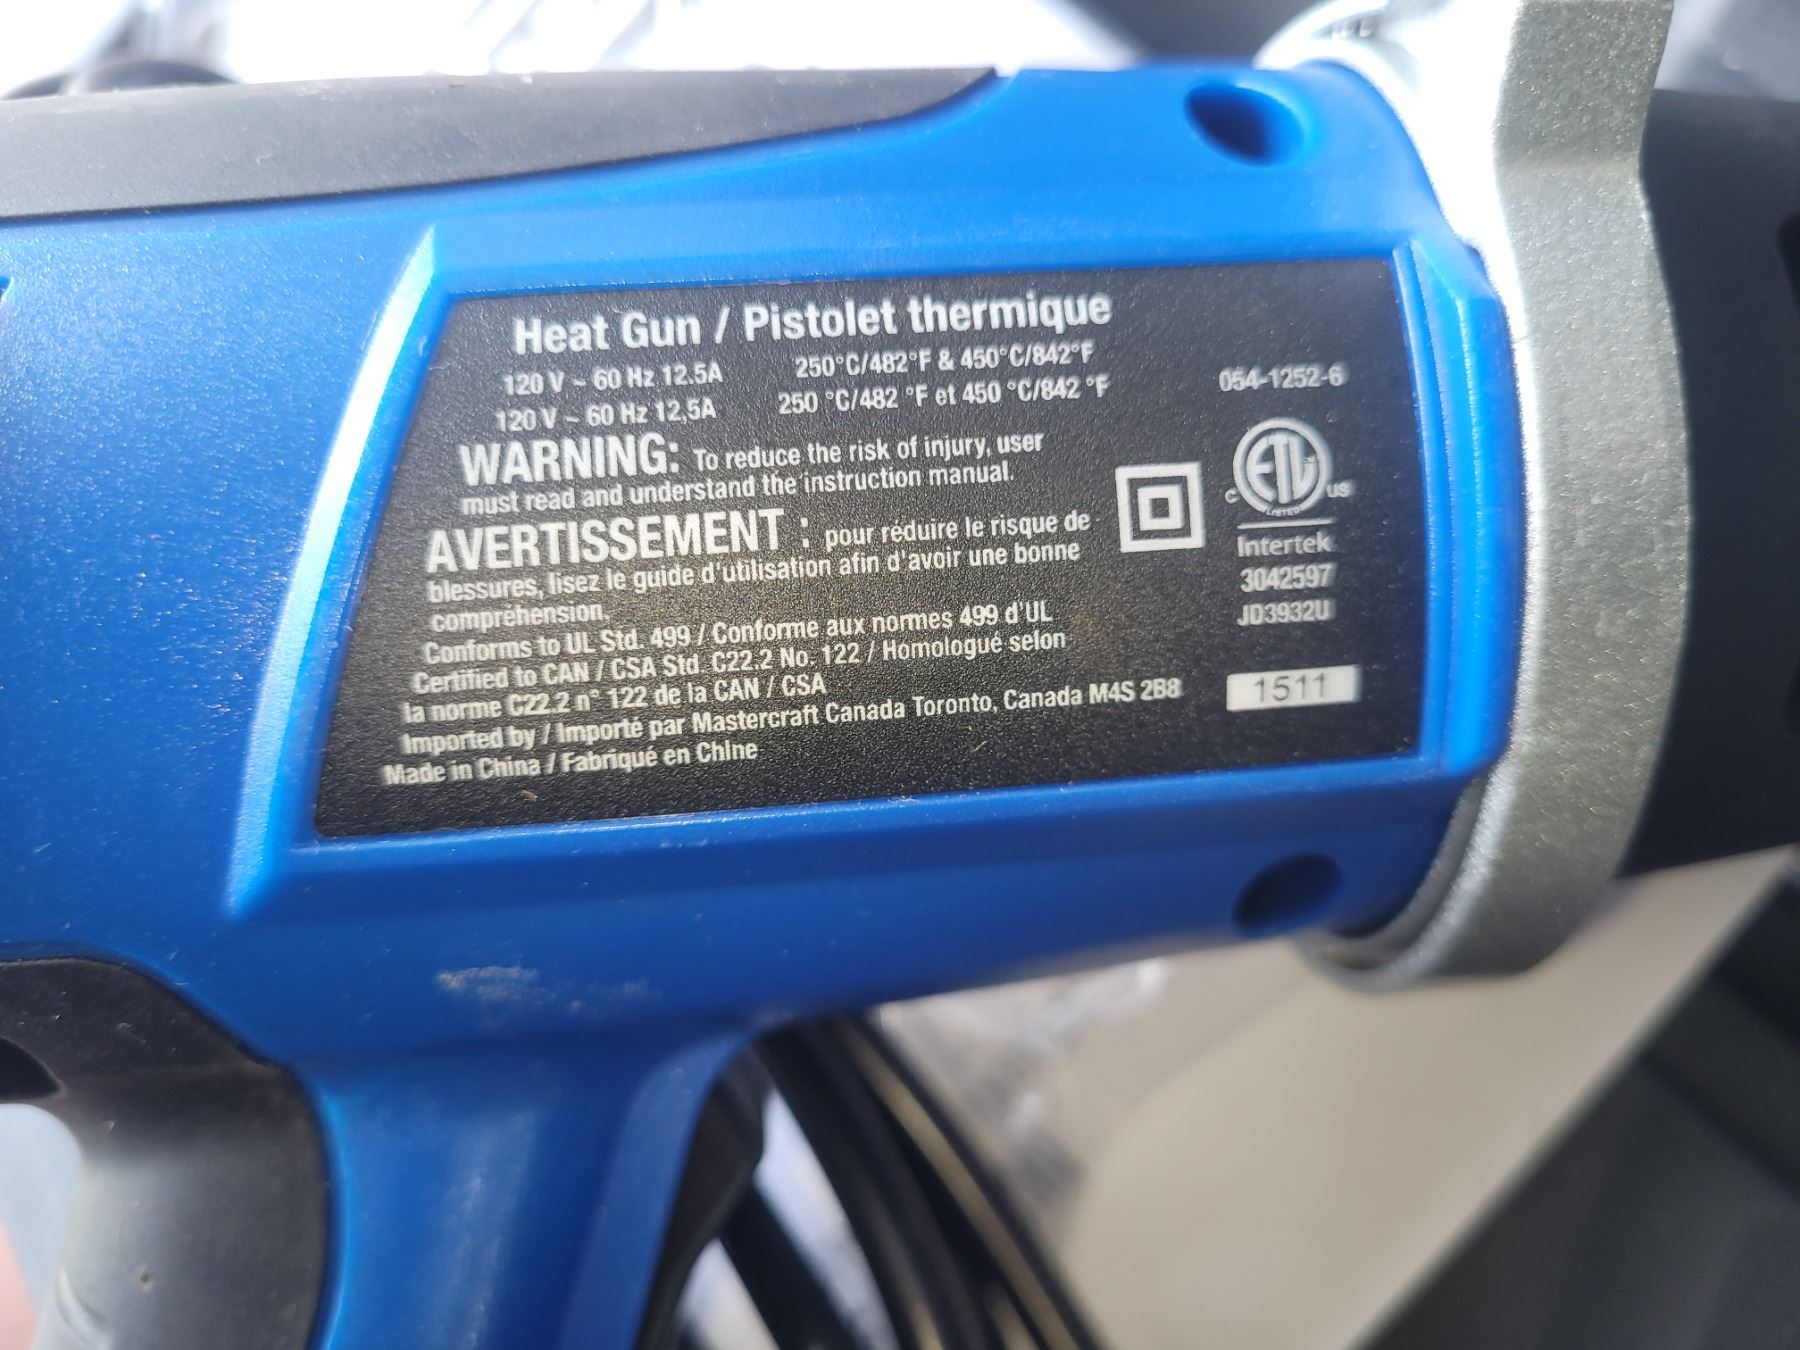 Heat Gun / Pistolet thermique
120 V ~ 60 Hz 12.5A 250°C/482°F & 450°C/842°F
120 V ~ 60 Hz 12,5A 250 °C/482 °F et 450 °C/842 °F
WARNING: To reduce the risk of injury, user
must read and understand the instruction manual.
AVERTISSEMENT : pour réduire le risque de
blessures, lisez le guide d'utilisation afin d'avoir une bonne
compréhension.
Conforms to UL Std. 499 / Conforme aux normes 499 d'UL
Certified to CAN / CSA Std. C22.2 No. 122 / Homologué selon
la norme C22.2 n° 122 de la CAN / CSA
Imported by / Importé par Mastercraft Canada Toronto, Canada M4S 2B8
Made in China / Fabriqué en Chine
054-1252-6
ETL
C US
LISTED
Intertek
3042597
JD3932U
1511